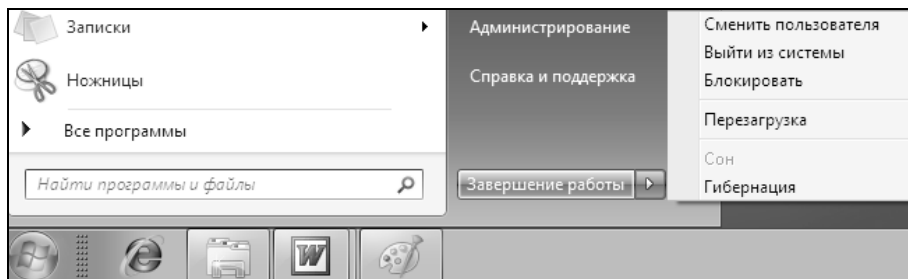 Записки
Ножницы
Все программы
Найти программы и файлы
Администрирование
Справка и поддержка
Завершение работы
Сменить пользователя
Выйти из системы
Блокировать
Перезагрузка
Сон
Гибернация
W